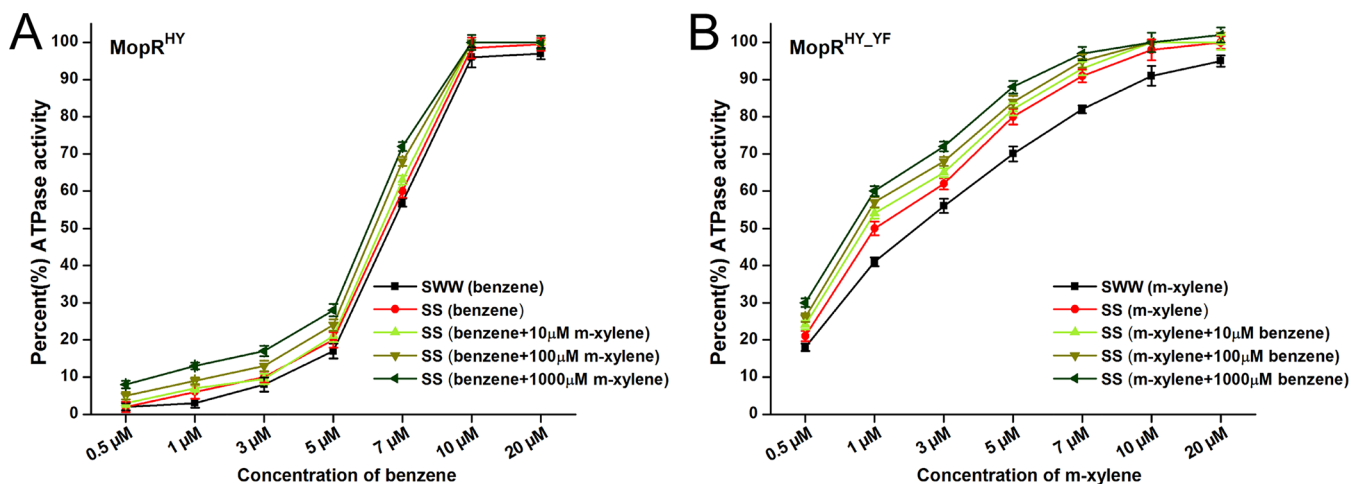 A
MopR^HY
Percent(%) ATPase activity
100
90
80
70
60
50
40
30
20
10
0
SWW (benzene)
SS (benzene)
SS (benzene+10μM m-xylene)
SS (benzene+100μM m-xylene)
SS (benzene+1000μM m-xylene)
0.5 μM
1 μM
3 μM
5 μM
7 μM
10 μM
20 μM
Concentration of benzene
B
MopR^HY_YF
Percent(%) ATPase activity
100
90
80
70
60
50
40
30
20
10
0
SWW (m-xylene)
SS (m-xylene)
SS (m-xylene+10μM benzene)
SS (m-xylene+100μM benzene)
SS (m-xylene+1000μM benzene)
0.5 μM
1 μM
3 μM
5 μM
7 μM
10 μM
20 μM
Concentration of m-xylene